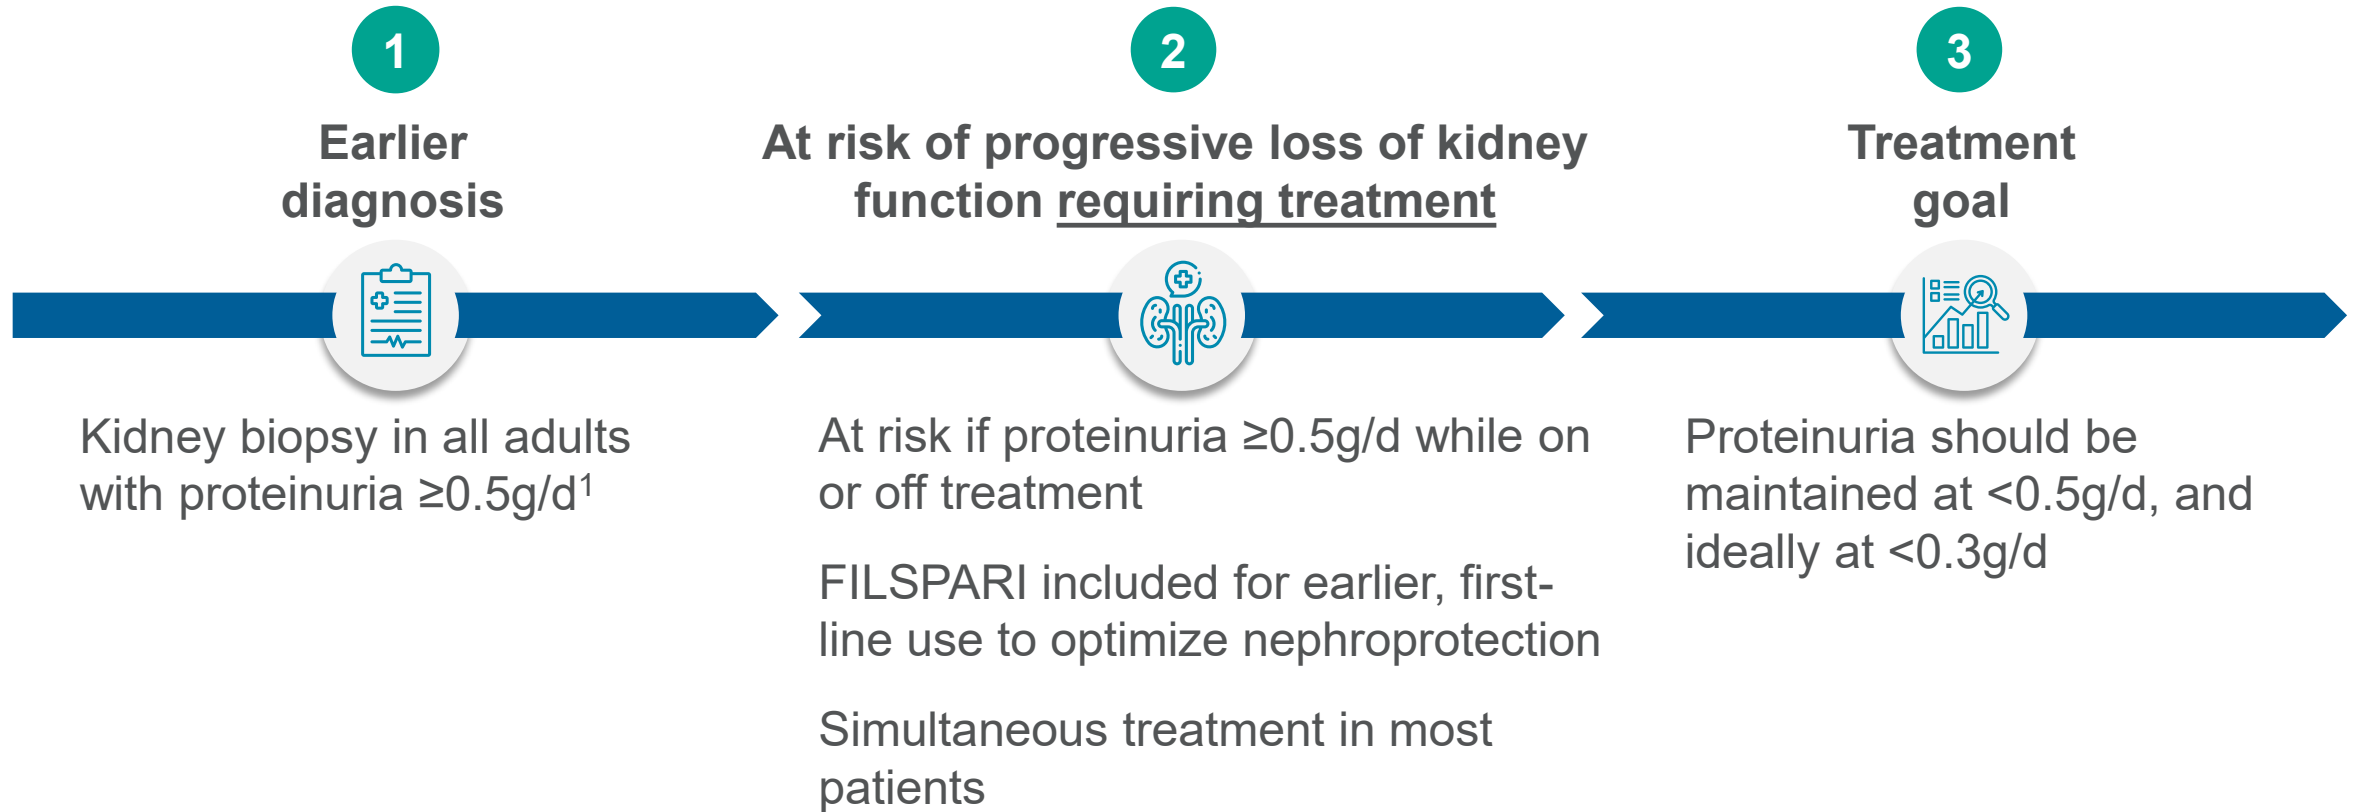 1
Earlier
diagnosis
Kidney biopsy in all adults
with proteinuria ≥0.5g/d¹
2
At risk of progressive loss of kidney
function requiring treatment
At risk if proteinuria ≥0.5g/d while on
or off treatment
FILSPARI included for earlier, first-
line use to optimize nephroprotection
Simultaneous treatment in most
patients
3
Treatment
goal
Proteinuria should be
maintained at <0.5g/d, and
ideally at <0.3g/d